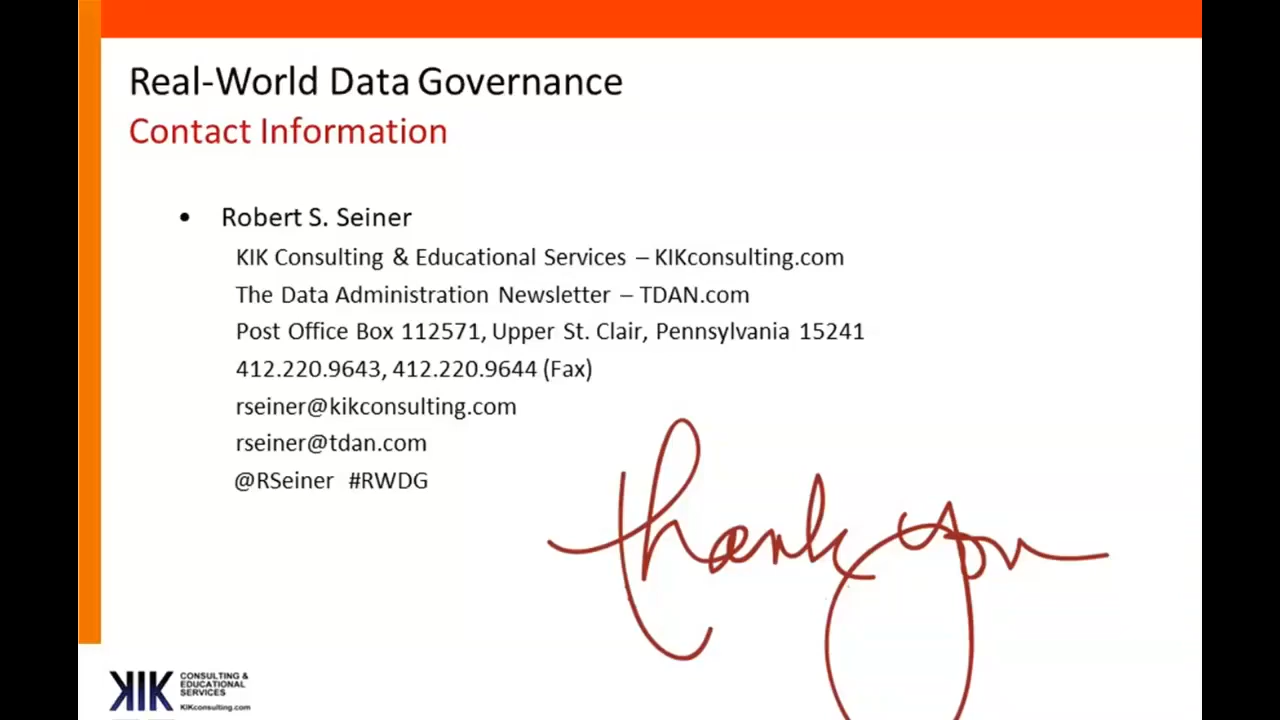 Real-World Data Governance
Contact Information
• Robert S. Seiner
KIK Consulting & Educational Services – KIKconsulting.com
The Data Administration Newsletter – TDAN.com
Post Office Box 112571, Upper St. Clair, Pennsylvania 15241
412.220.9643, 412.220.9644 (Fax)
rseiner@kikconsulting.com
rseiner@tdan.com
@RSeiner #RWDG
thank you
KIK
CONSULTING &
EDUCATIONAL
SERVICES
KIKconsulting.com